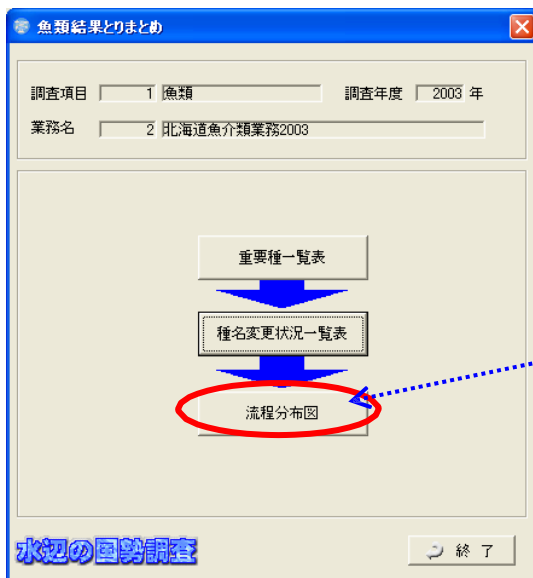 魚類結果とりまとめ
調査項目 1 魚類 調査年度 2003 年
業務名 2 北海道魚介類業務2003
重要種一覧表
種名変更状況一覧表
流程分布図
水辺の国勢調査 終 了